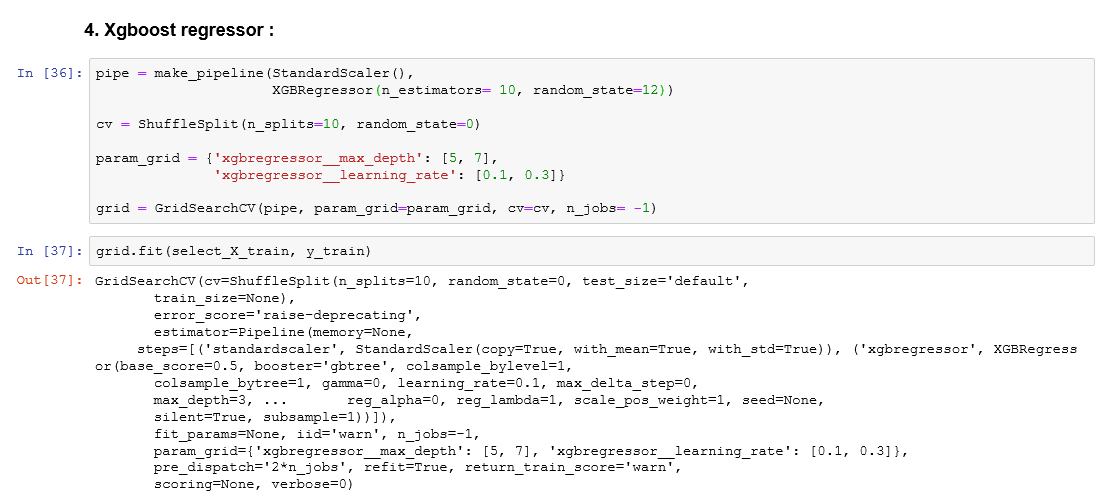 4. Xgboost regressor :
In [36]: pipe = make_pipeline(StandardScaler(),
                     XGBRegressor(n_estimators= 10, random_state=12))
cv = ShuffleSplit(n_splits=10, random_state=0)
param_grid = {'xgbregressor__max_depth': [5, 7],
              'xgbregressor__learning_rate': [0.1, 0.3]}
grid = GridSearchCV(pipe, param_grid=param_grid, cv=cv, n_jobs= -1)
In [37]: grid.fit(select_X_train, y_train)
Out[37]: GridSearchCV(cv=ShuffleSplit(n_splits=10, random_state=0, test_size='default',
       train_size=None),
       error_score='raise-deprecating',
       estimator=Pipeline(memory=None,
     steps=[('standardscaler', StandardScaler(copy=True, with_mean=True, with_std=True)), ('xgbregressor', XGBRegress
or(base_score=0.5, booster='gbtree', colsample_bylevel=1,
       colsample_bytree=1, gamma=0, learning_rate=0.1, max_delta_step=0,
       max_depth=3, ...       reg_alpha=0, reg_lambda=1, scale_pos_weight=1, seed=None,
       silent=True, subsample=1))]),
       fit_params=None, iid='warn', n_jobs=-1,
       param_grid={'xgbregressor__max_depth': [5, 7], 'xgbregressor__learning_rate': [0.1, 0.3]},
       pre_dispatch='2*n_jobs', refit=True, return_train_score='warn',
       scoring=None, verbose=0)